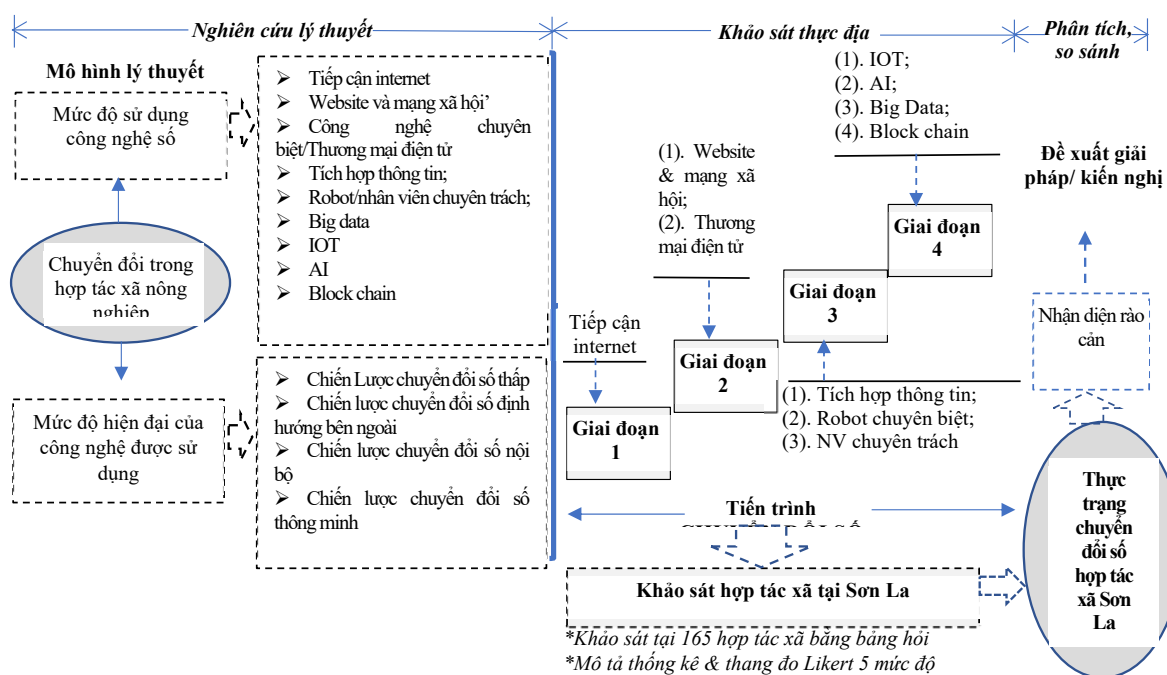 Nghiên cứu lý thuyết
Khảo sát thực địa
Phân tích,
so sánh
Mô hình lý thuyết
Mức độ sử dụng
công nghệ số
➢ Tiếp cận internet
➢ Website và mạng xã hội’
➢ Công nghệ chuyên
biệt/Thương mại điện tử
➢ Tích hợp thông tin;
➢ Robot/nhân viên chuyên trách;
➢ Big data
➢ IOT
➢ AI
➢ Block chain
Chuyển đổi trong
hợp tác xã nông
nghiệp
Mức độ hiện đại của
công nghệ được sử
dụng
➢ Chiến Lược chuyển đổi số thấp
➢ Chiến lược chuyển đổi số định
hướng bên ngoài
➢ Chiến lược chuyển đổi số nội
bộ
➢ Chiến lược chuyển đổi số
thông minh
Tiếp cận
internet
Giai đoạn
1
(1). Website
& mạng xã
hội;
(2). Thương
mại điện tử
Giai đoạn
2
Giai đoạn
3
(1). Tích hợp thông tin;
(2). Robot chuyên biệt;
(3). NV chuyên trách
(1). IOT;
(2). AI;
(3). Big Data;
(4). Block chain
Giai đoạn
4
Tiến trình
CHUYỂN ĐỔI SỐ
Khảo sát hợp tác xã tại Sơn La
*Khảo sát tại 165 hợp tác xã bằng bảng hỏi
*Mô tả thống kê & thang đo Likert 5 mức độ
Đề xuất giải
pháp/ kiến nghị
Nhận diện rào
cản
Thực
trạng
chuyển
đổi số
hợp tác
xã Sơn
La